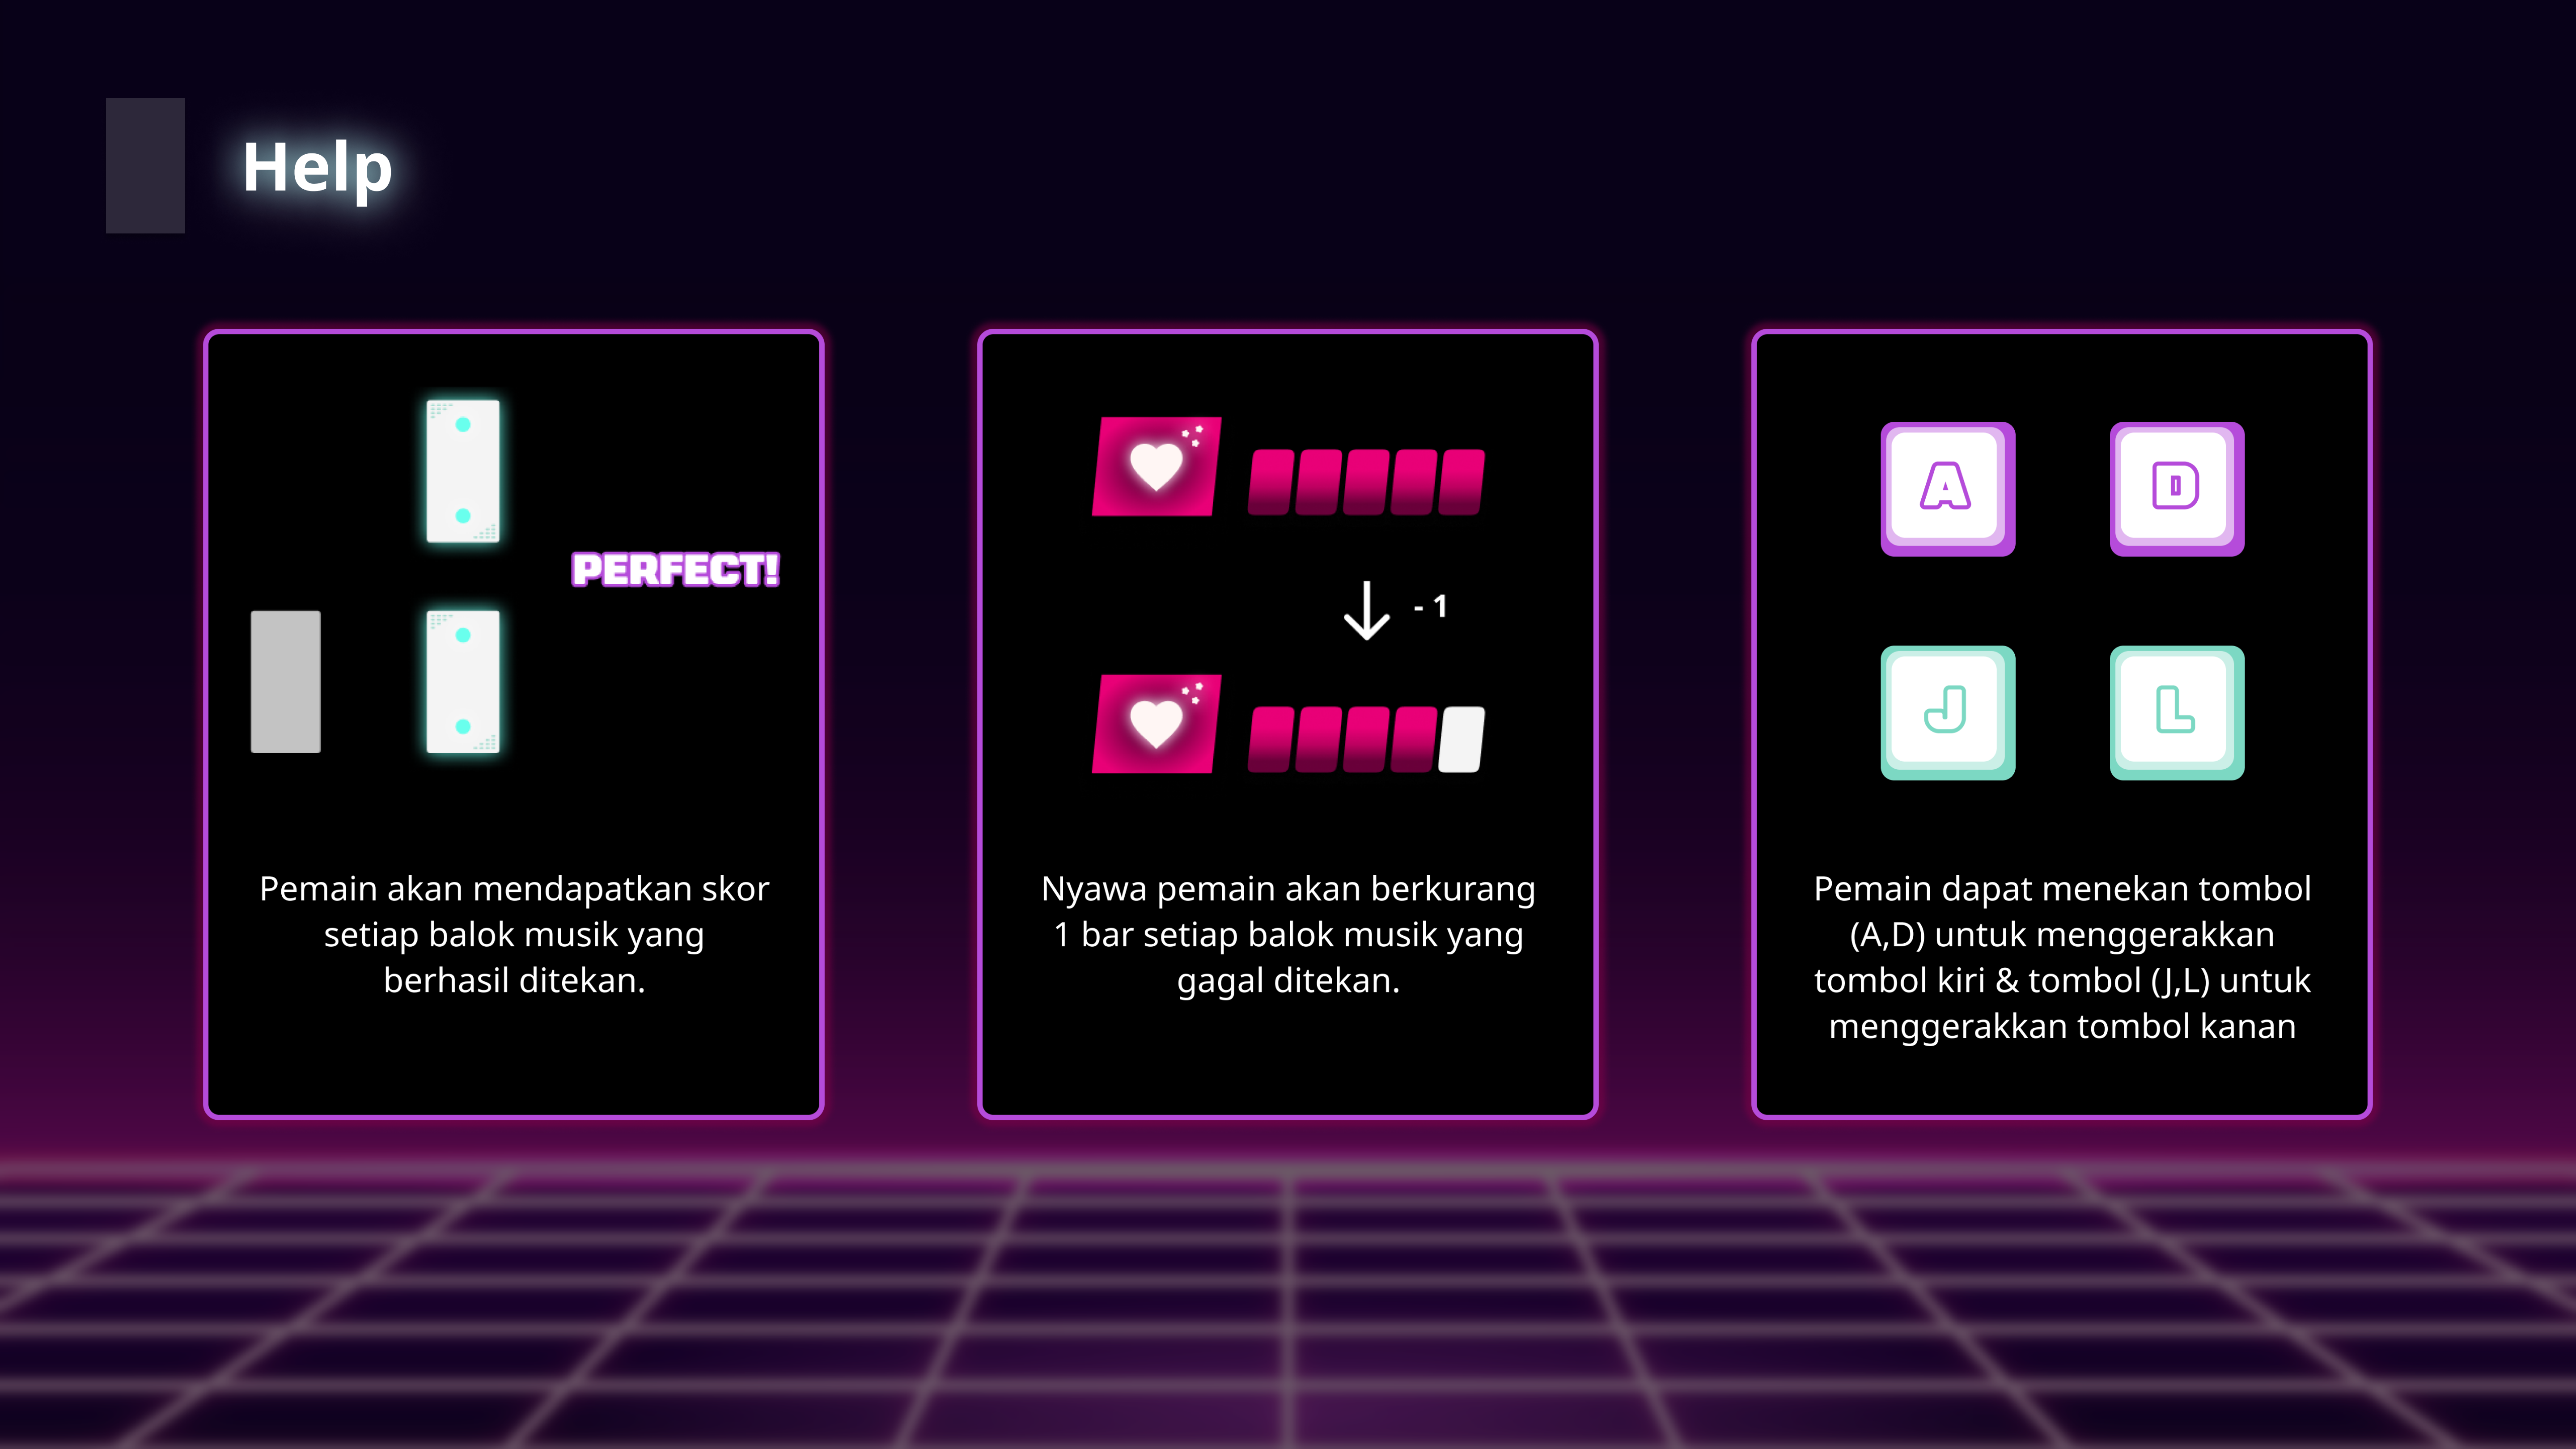 Help
PERFECT!
Pemain akan mendapatkan skor
setiap balok musik yang
berhasil ditekan.
- 1
Nyawa pemain akan berkurang
1 bar setiap balok musik yang
gagal ditekan.
A D
J L
Pemain dapat menekan tombol
(A,D) untuk menggerakkan
tombol kiri & tombol (J,L) untuk
menggerakkan tombol kanan